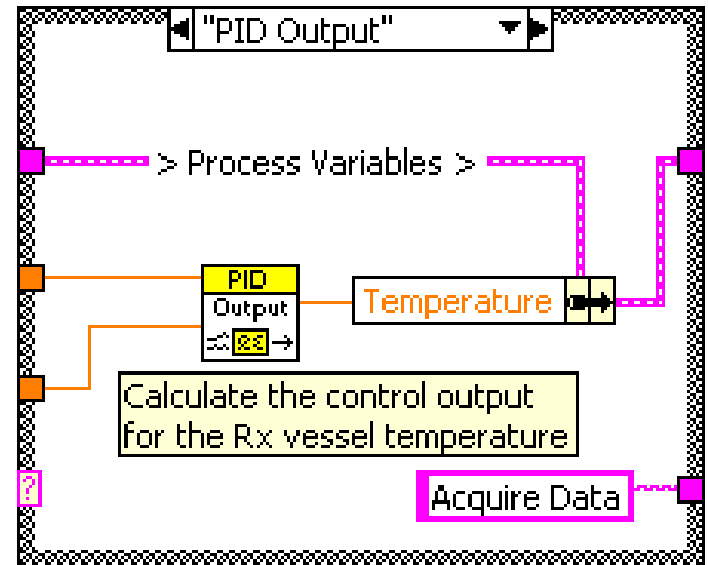 "PID Output"
> Process Variables >
PID
Output
Temperature
Calculate the control output
for the Rx vessel temperature
?
Acquire Data